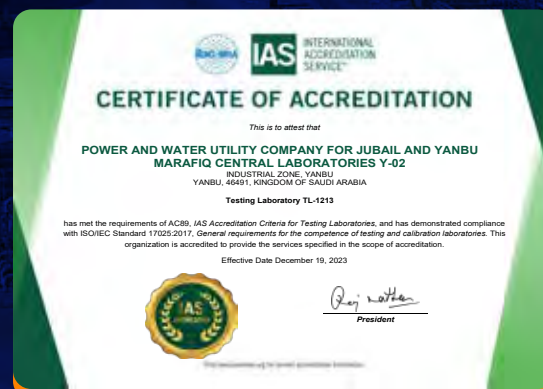 ilac-MRA
IAS
INTERNATIONAL
ACCREDITATION
SERVICE™
CERTIFICATE OF ACCREDITATION
This is to attest that
POWER AND WATER UTILITY COMPANY FOR JUBAIL AND YANBU
MARAFIQ CENTRAL LABORATORIES Y-02
INDUSTRIAL ZONE, YANBU
YANBU, 46491, KINGDOM OF SAUDI ARABIA
Testing Laboratory TL-1213
has met the requirements of AC89, IAS Accreditation Criteria for Testing Laboratories, and has demonstrated compliance
with ISO/IEC Standard 17025:2017, General requirements for the competence of testing and calibration laboratories. This
organization is accredited to provide the services specified in the scope of accreditation.
Effective Date December 19, 2023
IAS
President